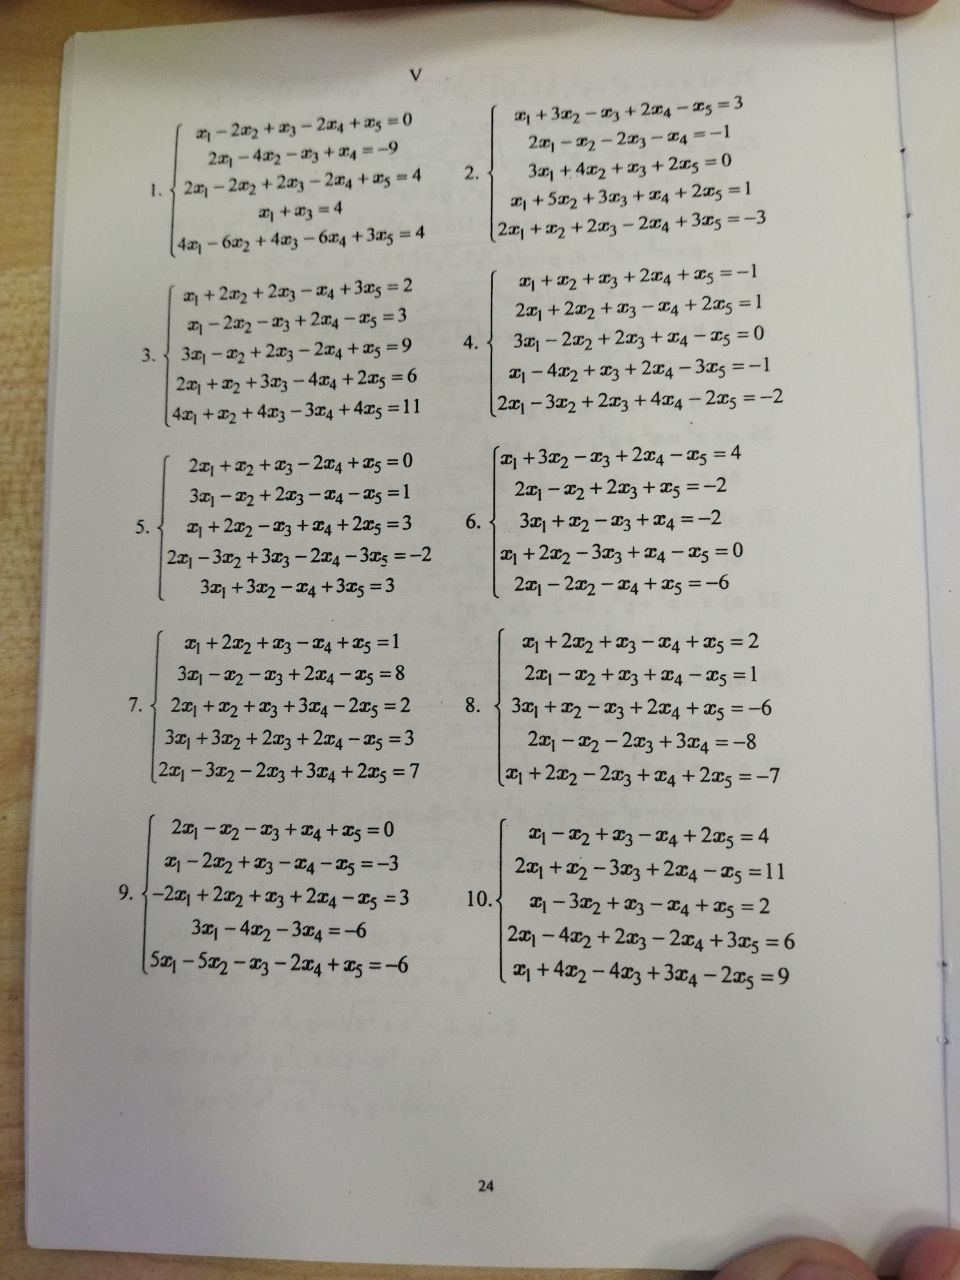 V
1. x₁ − 2x₂ + x₃ − 2x₄ + x₅ = 0
2x₁ − 4x₂ − x₃ + x₄ = −9
2x₁ − 2x₂ + 2x₃ − 2x₄ + x₅ = 4
x₁ + x₃ = 4
4x₁ − 6x₂ + 4x₃ − 6x₄ + 3x₅ = 4
2. x₁ + 3x₂ − x₃ + 2x₄ − x₅ = 3
2x₁ − x₂ − 2x₃ − x₄ = −1
3x₁ + 4x₂ + x₃ + 2x₅ = 0
x₁ + 5x₂ + 3x₃ + x₄ + 2x₅ = 1
2x₁ + x₂ + 2x₃ − 2x₄ + 3x₅ = −3
3. x₁ + 2x₂ + 2x₃ − x₄ + 3x₅ = 2
x₁ − 2x₂ − x₃ + 2x₄ − x₅ = 3
3x₁ − x₂ + 2x₃ − 2x₄ + x₅ = 9
2x₁ + x₂ + 3x₃ − 4x₄ + 2x₅ = 6
4x₁ + x₂ + 4x₃ − 3x₄ + 4x₅ = 11
4. x₁ + x₂ + x₃ + 2x₄ + x₅ = −1
2x₁ + 2x₂ + x₃ − x₄ + 2x₅ = 1
3x₁ − 2x₂ + 2x₃ + x₄ − x₅ = 0
x₁ − 4x₂ + x₃ + 2x₄ − 3x₅ = −1
2x₁ − 3x₂ + 2x₃ + 4x₄ − 2x₅ = −2
5. 2x₁ + x₂ + x₃ − 2x₄ + x₅ = 0
3x₁ − x₂ + 2x₃ − x₄ − x₅ = 1
x₁ + 2x₂ − x₃ + x₄ + 2x₅ = 3
2x₁ − 3x₂ + 3x₃ − 2x₄ − 3x₅ = −2
3x₁ + 3x₂ − x₄ + 3x₅ = 3
6. x₁ + 3x₂ − x₃ + 2x₄ − x₅ = 4
2x₁ − x₂ + 2x₃ + x₅ = −2
3x₁ + x₂ − x₃ + x₄ = −2
x₁ + 2x₂ − 3x₃ + x₄ − x₅ = 0
2x₁ − 2x₂ − x₄ + x₅ = −6
7. x₁ + 2x₂ + x₃ − x₄ + x₅ = 1
3x₁ − x₂ − x₃ + 2x₄ − x₅ = 8
2x₁ + x₂ + x₃ + 3x₄ − 2x₅ = 2
3x₁ + 3x₂ + 2x₃ + 2x₄ − x₅ = 3
2x₁ − 3x₂ − 2x₃ + 3x₄ + 2x₅ = 7
8. x₁ + 2x₂ + x₃ − x₄ + x₅ = 2
2x₁ − x₂ + x₃ + x₄ − x₅ = 1
3x₁ + x₂ − x₃ + 2x₄ + x₅ = −6
2x₁ − x₂ − 2x₃ + 3x₄ = −8
x₁ + 2x₂ − 2x₃ + x₄ + 2x₅ = −7
9. 2x₁ − x₂ − x₃ + x₄ + x₅ = 0
x₁ − 2x₂ + x₃ − x₄ − x₅ = −3
−2x₁ + 2x₂ + x₃ + 2x₄ − x₅ = 3
3x₁ − 4x₂ − 3x₄ = −6
5x₁ − 5x₂ − x₃ − 2x₄ + x₅ = −6
10. x₁ − x₂ + x₃ − x₄ + 2x₅ = 4
2x₁ + x₂ − 3x₃ + 2x₄ − x₅ = 11
x₁ − 3x₂ + x₃ − x₄ + x₅ = 2
2x₁ − 4x₂ + 2x₃ − 2x₄ + 3x₅ = 6
x₁ + 4x₂ − 4x₃ + 3x₄ − 2x₅ = 9
24